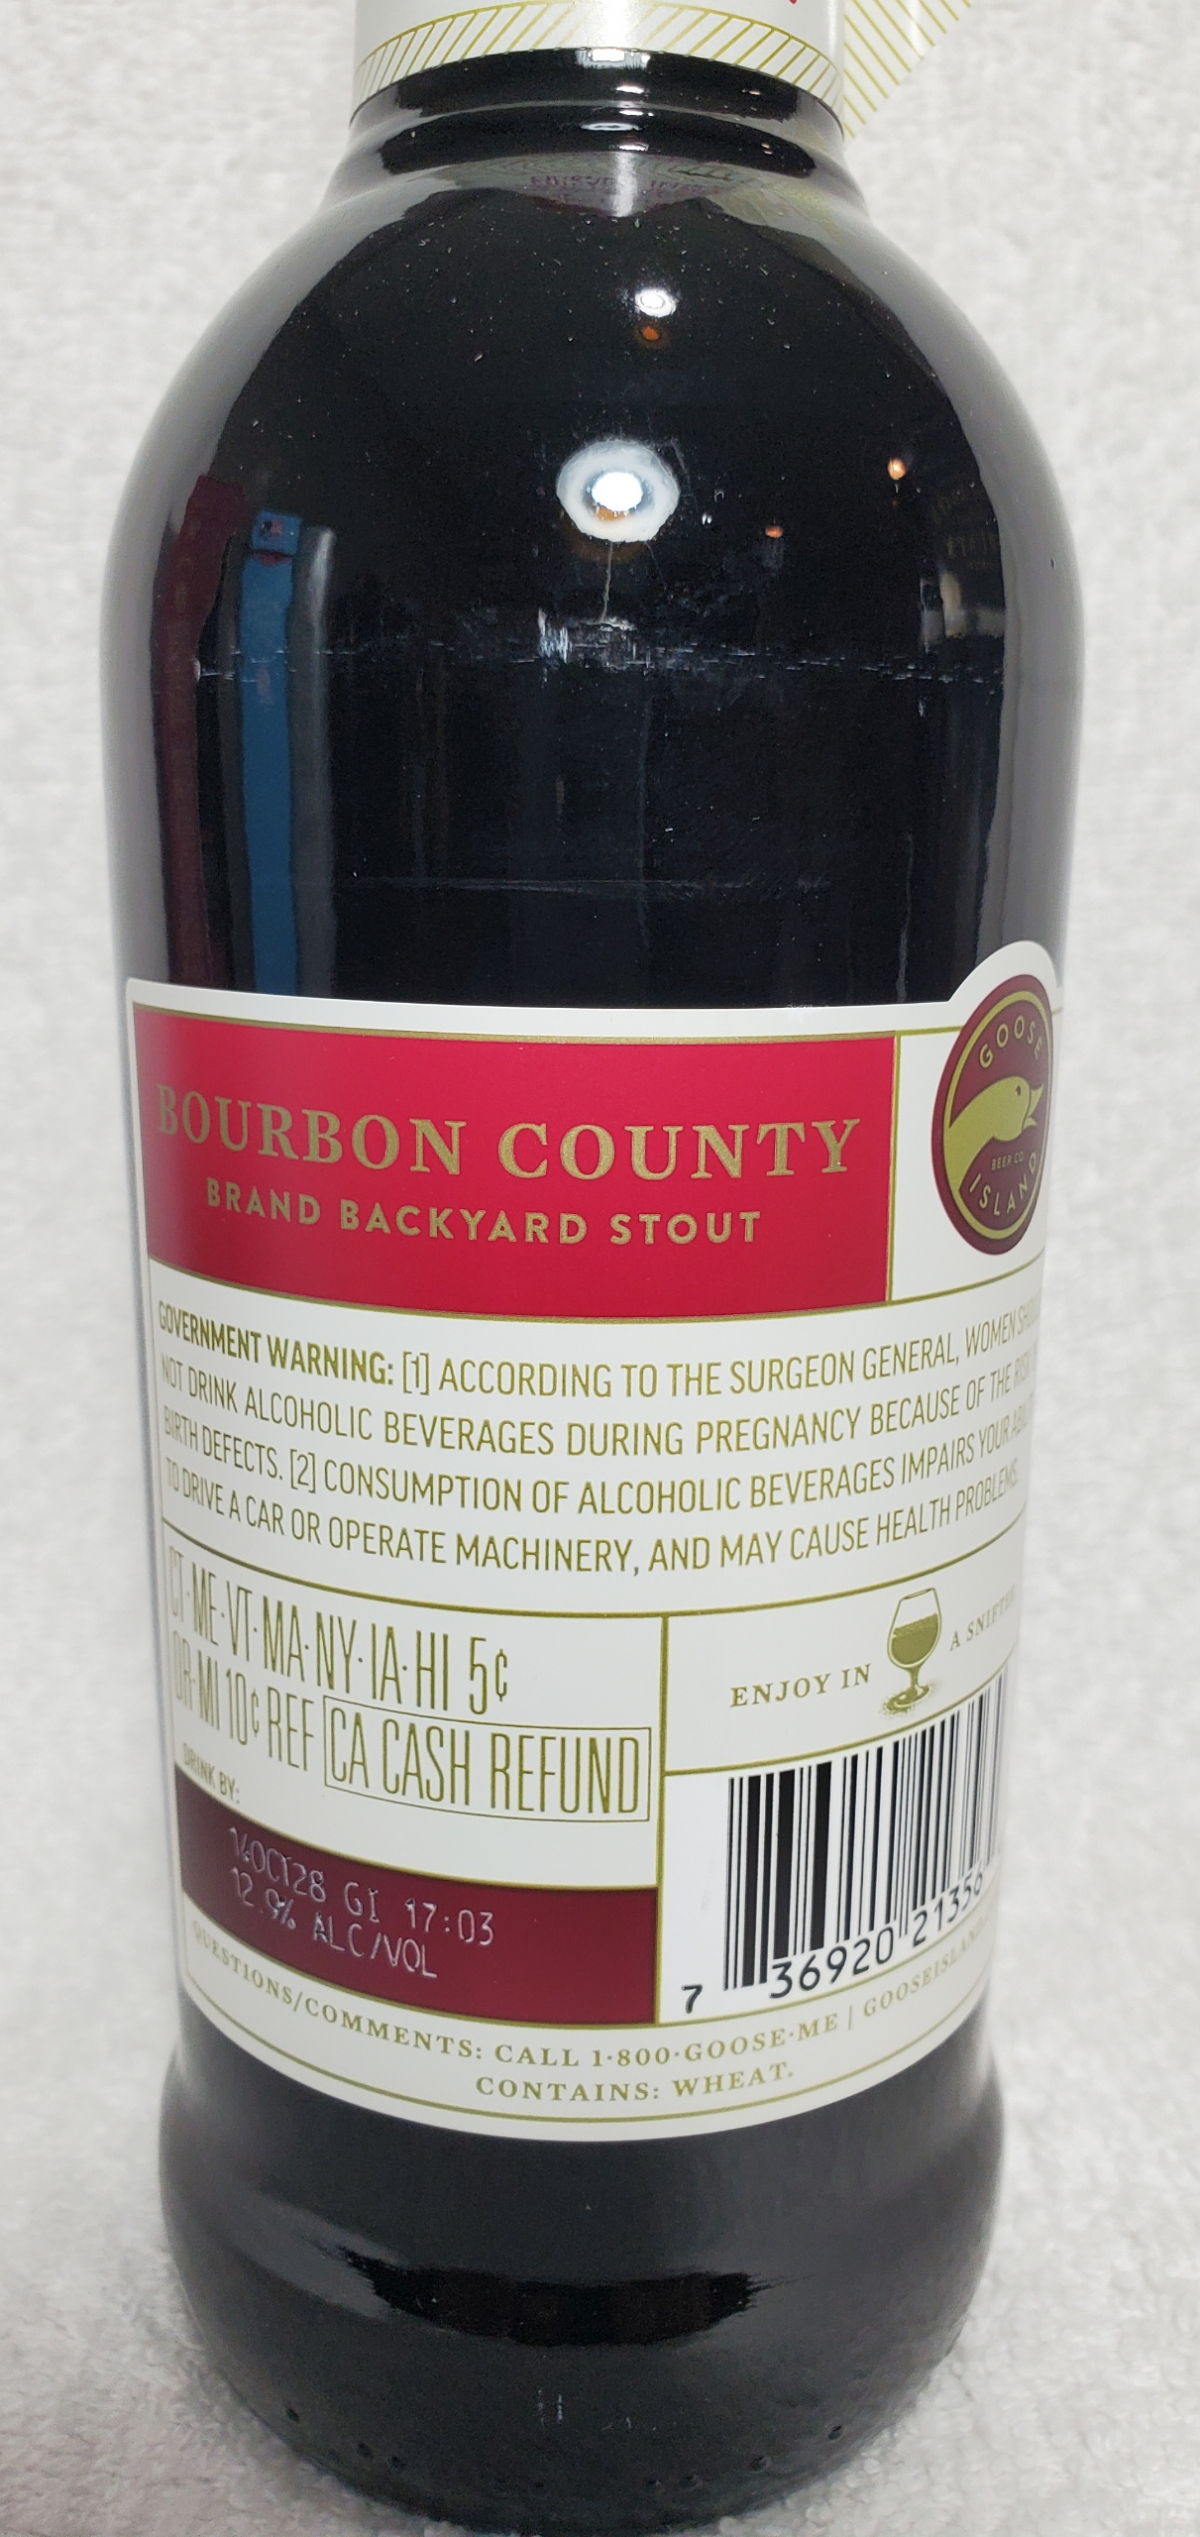 BOURBON COUNTY
BRAND BACKYARD STOUT
GOOSE
BEER CO.
ISLAND
GOVERNMENT WARNING: [1] ACCORDING TO THE SURGEON GENERAL, WOMEN SHOULD
NOT DRINK ALCOHOLIC BEVERAGES DURING PREGNANCY BECAUSE OF THE RISK
BIRTH DEFECTS. [2] CONSUMPTION OF ALCOHOLIC BEVERAGES IMPAIRS YOUR ABILITY
TO DRIVE A CAR OR OPERATE MACHINERY, AND MAY CAUSE HEALTH PROBLEMS.
CT·ME·VT·MA·NY·IA·HI 5¢
OR·MI 10¢ REF CA CASH REFUND
DRINK BY:
14OCT28 GI 17:03
12.9% ALC/VOL
ENJOY IN A SNIFTER
7 36920 21356
QUESTIONS/COMMENTS: CALL 1·800·GOOSE·ME | GOOSEISLAND
CONTAINS: WHEAT.